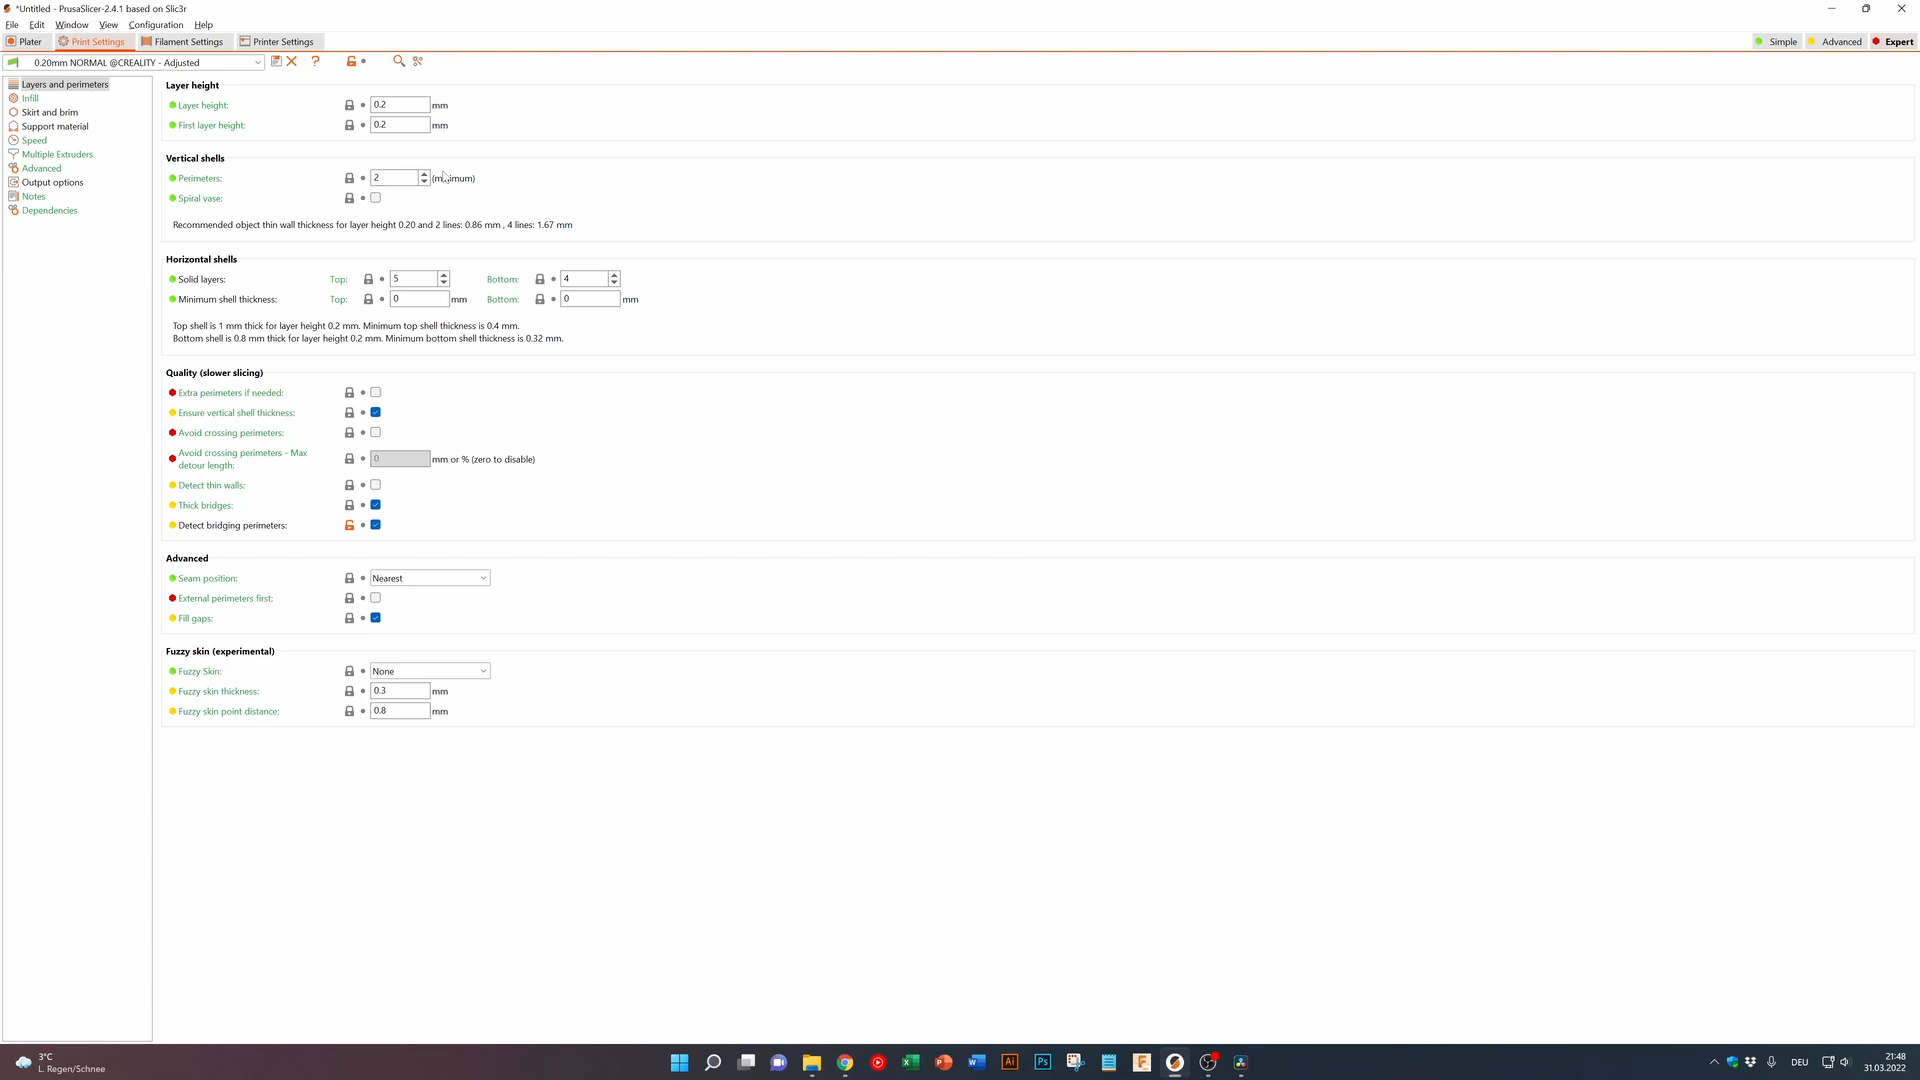 *Untitled - PrusaSlicer-2.4.1 based on Slic3r
File Edit Window View Configuration Help
Plater Print Settings Filament Settings Printer Settings Simple Advanced Expert
0.20mm NORMAL @CREALITY - Adjusted ?
Layers and perimeters
Infill
Skirt and brim
Support material
Speed
Multiple Extruders
Advanced
Output options
Notes
Dependencies
Layer height
Layer height: 0.2 mm
First layer height: 0.2 mm
Vertical shells
Perimeters: 2 (minimum)
Spiral vase:
Recommended object thin wall thickness for layer height 0.20 and 2 lines: 0.86 mm , 4 lines: 1.67 mm
Horizontal shells
Solid layers: Top: 5 Bottom: 4
Minimum shell thickness: Top: 0 mm Bottom: 0 mm
Top shell is 1 mm thick for layer height 0.2 mm. Minimum top shell thickness is 0.4 mm.
Bottom shell is 0.8 mm thick for layer height 0.2 mm. Minimum bottom shell thickness is 0.32 mm.
Quality (slower slicing)
Extra perimeters if needed:
Ensure vertical shell thickness:
Avoid crossing perimeters:
Avoid crossing perimeters - Max
detour length: 0 mm or % (zero to disable)
Detect thin walls:
Thick bridges:
Detect bridging perimeters:
Advanced
Seam position: Nearest
External perimeters first:
Fill gaps:
Fuzzy skin (experimental)
Fuzzy Skin: None
Fuzzy skin thickness: 0.3 mm
Fuzzy skin point distance: 0.8 mm
3°C
L. Regen/Schnee
Ai Ps
DEU
21:48
31.03.2022